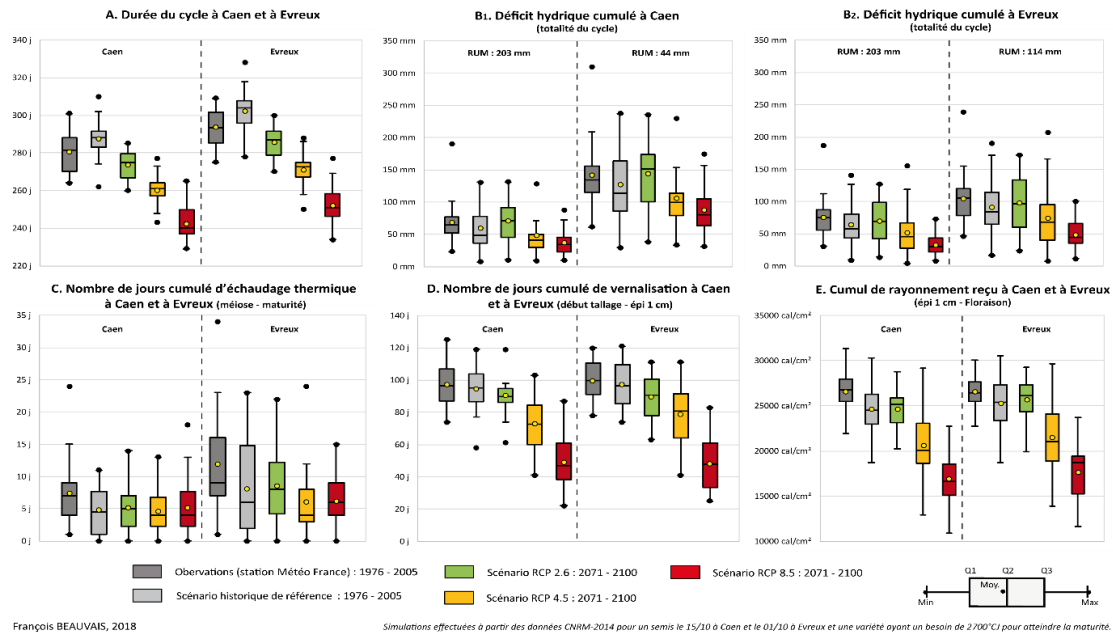 A. Durée du cycle à Caen et à Evreux
340 j
320 j
300 j
280 j
260 j
240 j
220 j
Caen
Evreux
B1. Déficit hydrique cumulé à Caen
(totalité du cycle)
350 mm
300 mm
250 mm
200 mm
150 mm
100 mm
50 mm
0 mm
RUM : 203 mm
RUM : 44 mm
B2. Déficit hydrique cumulé à Evreux
(totalité du cycle)
350 mm
300 mm
250 mm
200 mm
150 mm
100 mm
50 mm
0 mm
RUM : 203 mm
RUM : 114 mm
C. Nombre de jours cumulé d'échaudage thermique
à Caen et à Evreux (méiose - maturité)
35 j
30 j
25 j
20 j
15 j
10 j
5 j
0 j
Caen
Evreux
D. Nombre de jours cumulé de vernalisation à Caen
et à Evreux (début tallage - épi 1 cm)
140 j
120 j
100 j
80 j
60 j
40 j
20 j
0 j
Caen
Evreux
E. Cumul de rayonnement reçu à Caen et à Evreux
(épi 1 cm - Floraison)
35000 cal/cm²
30000 cal/cm²
25000 cal/cm²
20000 cal/cm²
15000 cal/cm²
10000 cal/cm²
Caen
Evreux
Obervations (station Météo France) : 1976 - 2005
Scénario historique de référence : 1976 - 2005
Scénario RCP 2.6 : 2071 - 2100
Scénario RCP 4.5 : 2071 - 2100
Scénario RCP 8.5 : 2071 - 2100
Q1
Q2
Q3
Moy.
Min
Max
François BEAUVAIS, 2018
Simulations effectuées à partir des données CNRM-2014 pour un semis le 15/10 à Caen et le 01/10 à Evreux et une variété ayant un besoin de 2700°CJ pour atteindre la maturité.